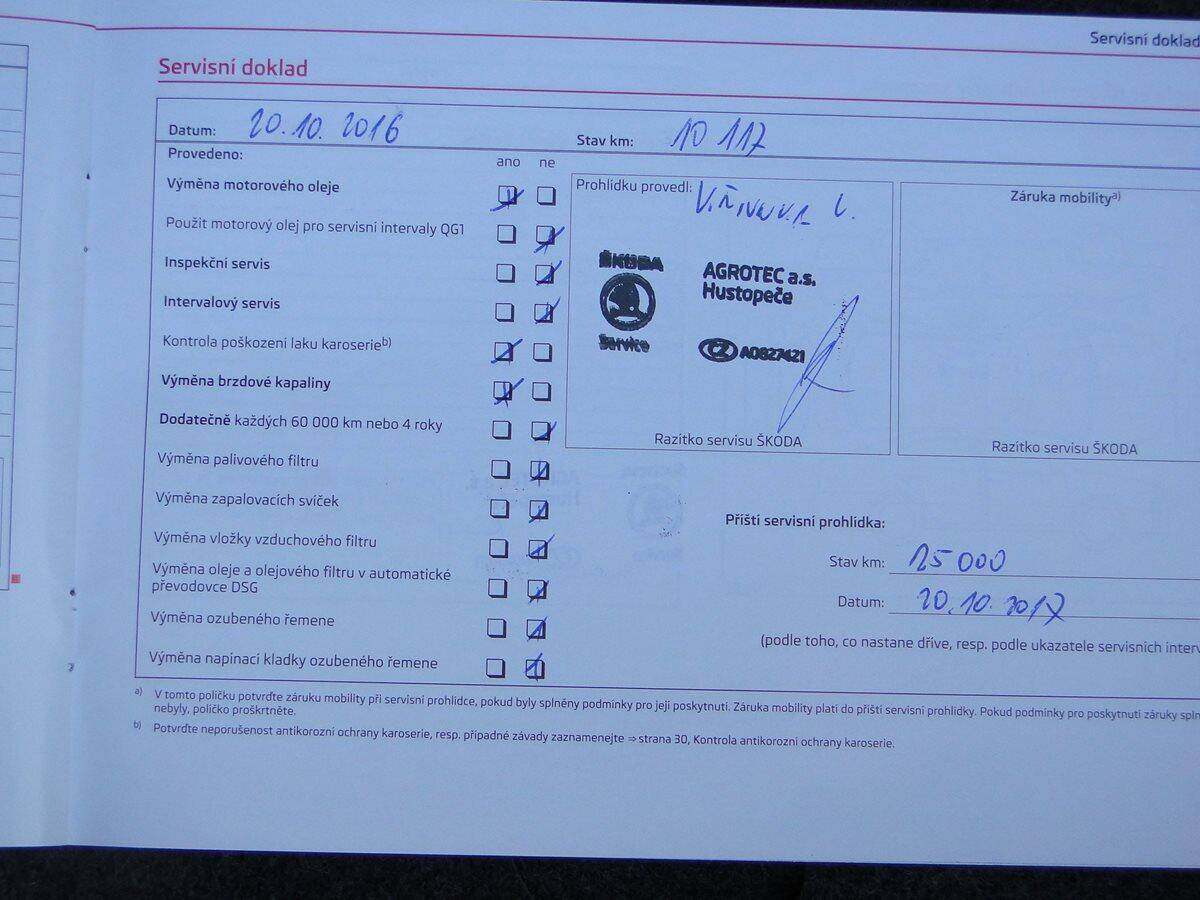 Servisní doklad
Servisní doklad
Datum: 20.10. 2016
Stav km: 10 117
Provedeno:
ano ne
Výměna motorového oleje
Použit motorový olej pro servisní intervaly QG1
Inspekční servis
Intervalový servis
Kontrola poškození laku karoserie b)
Výměna brzdové kapaliny
Dodatečně každých 60 000 km nebo 4 roky
Výměna palivového filtru
Výměna zapalovacích svíček
Výměna vložky vzduchového filtru
Výměna oleje a olejového filtru v automatické
převodovce DSG
Výměna ozubeného řemene
Výměna napínací kladky ozubeného řemene
Prohlídku provedl:
ŠKODA
Service
AGROTEC a.s.
Hustopeče
CZ A0827421
Razítko servisu ŠKODA
Záruka mobility a)
Razítko servisu ŠKODA
Příští servisní prohlídka:
Stav km: 25 000
Datum: 20.10. 2017
(podle toho, co nastane dříve, resp. podle ukazatele servisních interv
a) V tomto políčku potvrďte záruku mobility při servisní prohlídce, pokud byly splněny podmínky pro její poskytnutí. Záruka mobility platí do příští servisní prohlídky. Pokud podmínky pro poskytnutí záruky spln
nebyly, políčko proškrtněte.
b) Potvrďte neporušenost antikorozní ochrany karoserie, resp. případné závady zaznamenejte ⇒ strana 30, Kontrola antikorozní ochrany karoserie.